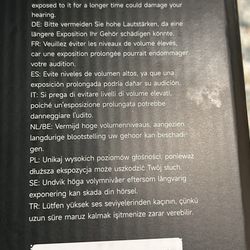 exposed to it for a longer time could damage your
hearing.
DE: Bitte vermeiden Sie hohe Lautstärken, da eine
längere Exposition Ihr Gehör schädigen könnte.
FR: Veuillez éviter les niveaux de volume élevés,
car une exposition prolongée pourrait endommager
votre audition.
ES: Evite niveles de volumen altos, ya que una
exposición prolongada podría dañar su audición.
IT: Si prega di evitare livelli di volume elevati,
poiché un'esposizione prolungata potrebbe
danneggiare l'udito.
NL/BE: Vermijd hoge volumenniveaus, aangezien
langdurige blootstelling uw gehoor kan beschadi-
gen.
PL: Unikaj wysokich poziomów głośności, ponieważ
dłuższa ekspozycja może uszkodzić Twój słuch.
SE: Undvik höga volymnivåer eftersom långvarig
exponering kan skada din hörsel.
TR: Lütfen yüksek ses seviyelerinden kaçının, çünkü
uzun süre maruz kalmak işitmenize zarar verebilir.